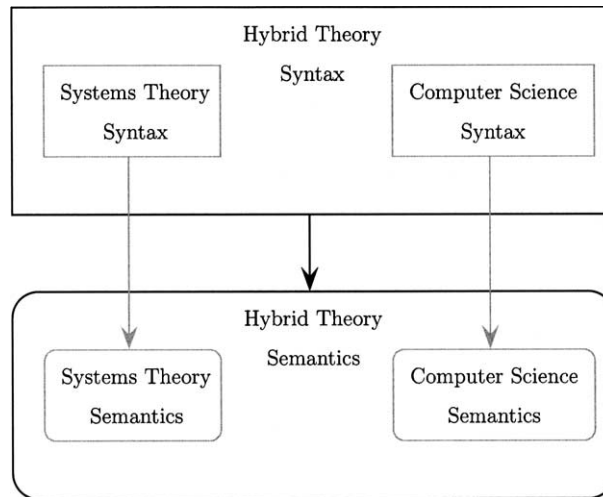 Hybrid Theory
Syntax
Systems Theory
Syntax
Computer Science
Syntax
Hybrid Theory
Semantics
Systems Theory
Semantics
Computer Science
Semantics